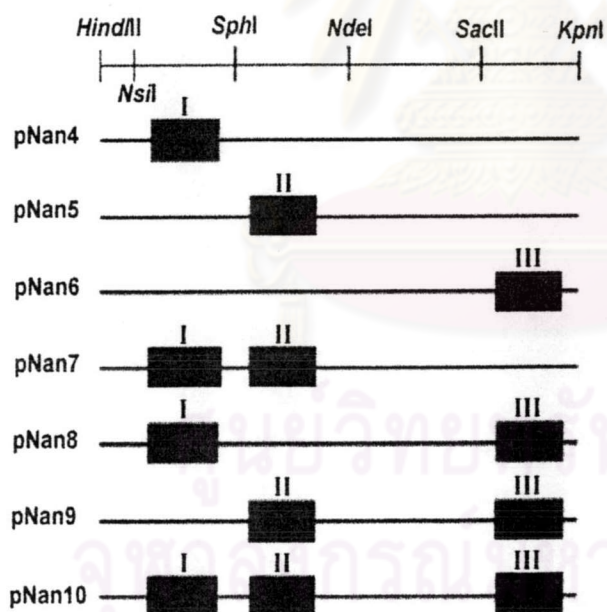 HindIII SphI NdeI SacII KpnI
NsiI
I
pNan4
II
pNan5
III
pNan6
I II
pNan7
I III
pNan8
II III
pNan9
I II III
pNan10